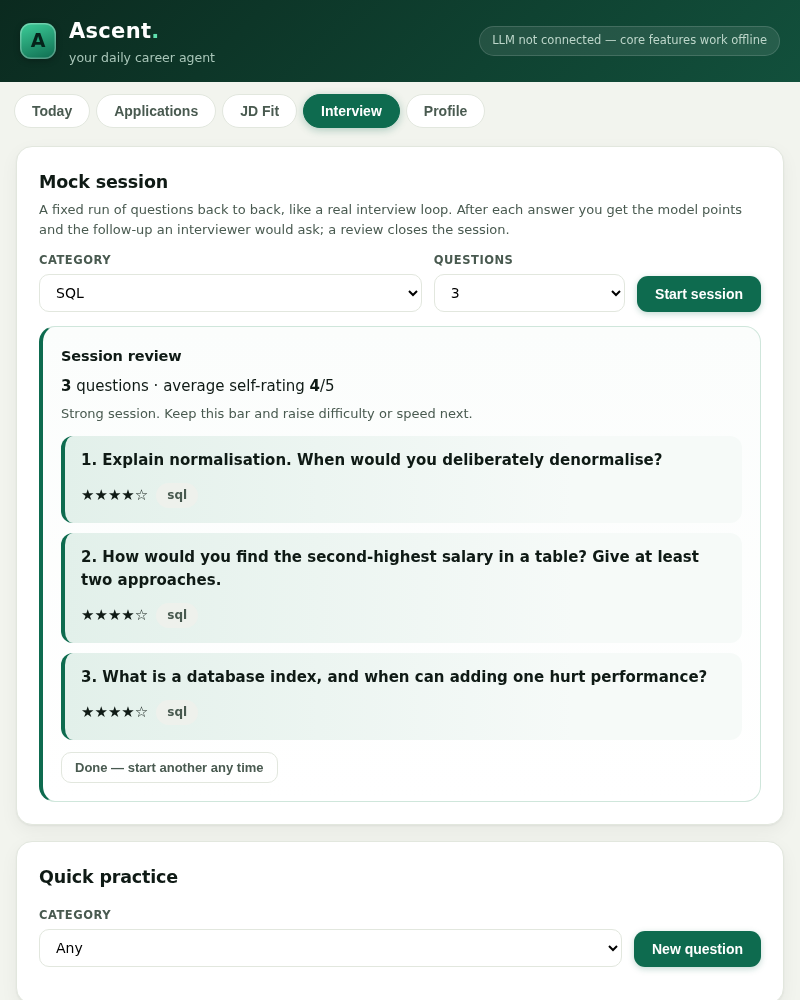 A
Ascent.
your daily career agent
LLM not connected — core features work offline
Today
Applications
JD Fit
Interview
Profile
Mock session
A fixed run of questions back to back, like a real interview loop. After each answer you get the model points
and the follow-up an interviewer would ask; a review closes the session.
CATEGORY
QUESTIONS
SQL
3
Start session
Session review
3 questions · average self-rating 4/5
Strong session. Keep this bar and raise difficulty or speed next.
1. Explain normalisation. When would you deliberately denormalise?
★★★★☆ sql
2. How would you find the second-highest salary in a table? Give at least
two approaches.
★★★★☆ sql
3. What is a database index, and when can adding one hurt performance?
★★★★☆ sql
Done — start another any time
Quick practice
CATEGORY
Any
New question